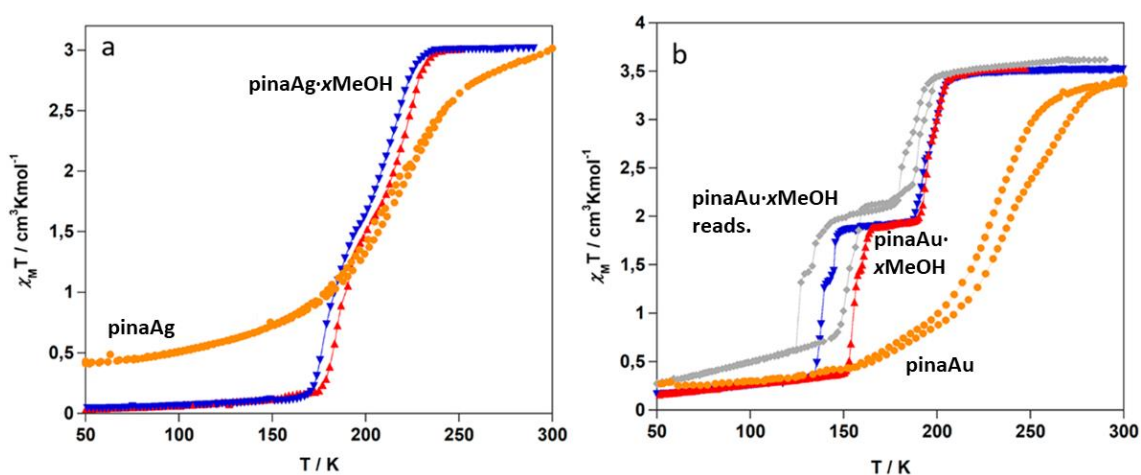 a
3
2,5
2
1,5
1
0,5
0
χMT / cm³Kmol⁻¹
pinaAg·xMeOH
pinaAg
50
100
150
200
250
300
T / K
b
4
3.5
3
2.5
2
1.5
1
0.5
0
χMT / cm³Kmol⁻¹
pinaAu·xMeOH
reads.
pinaAu·
xMeOH
pinaAu
50
100
150
200
250
300
T / K